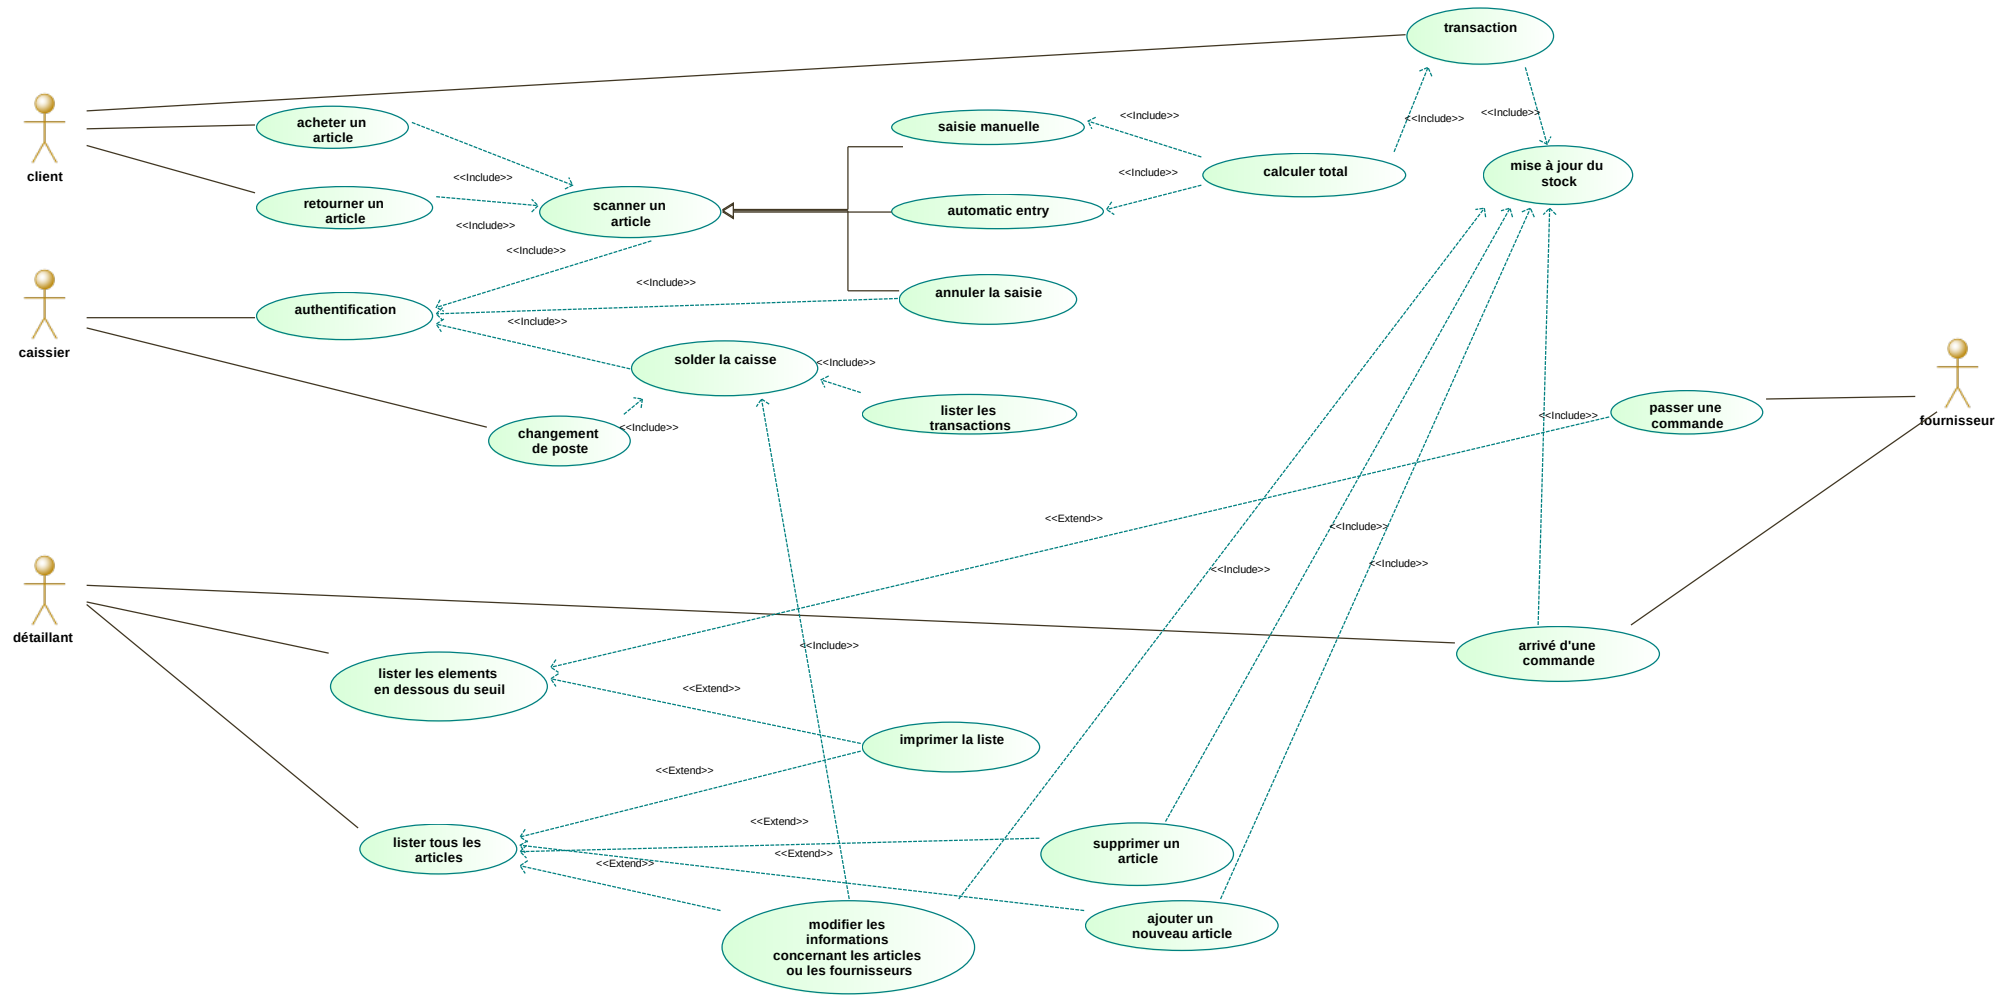 transaction
<<Include>>
<<Include>>
client
acheter un
article
saisie manuelle
<<Include>>
calculer total
mise à jour du
stock
<<Include>>
retourner un
article
<<Include>>
scanner un
article
automatic entry
<<Include>>
<<Include>>
caissier
authentification
<<Include>>
annuler la saisie
<<Include>>
solder la caisse
<<Include>>
lister les
transactions
changement
de poste
<<Include>>
passer une
commande
<<Include>>
fournisseur
<<Extend>>
<<Include>>
<<Include>>
<<Include>>
détaillant
arrivé d'une
commande
<<Include>>
lister les elements
en dessous du seuil
<<Extend>>
imprimer la liste
<<Extend>>
lister tous les
articles
<<Extend>>
<<Extend>>
<<Extend>>
supprimer un
article
ajouter un
nouveau article
modifier les
informations
concernant les articles
ou les fournisseurs